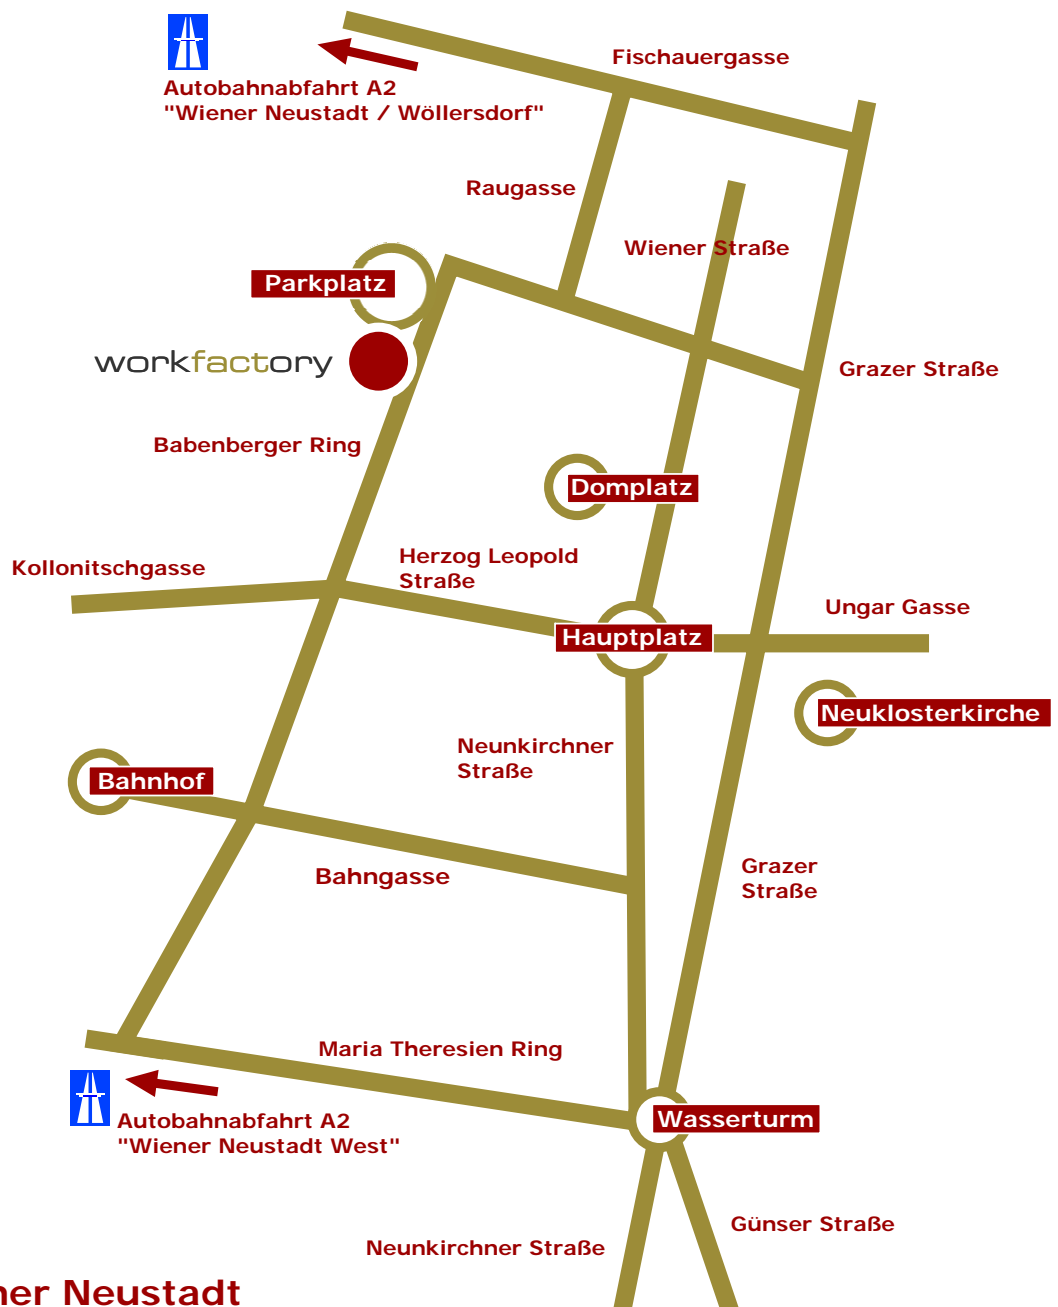 Fischauergasse
Autobahnabfahrt A2
"Wiener Neustadt / Wöllersdorf"
Raugasse
Wiener Straße
Parkplatz
workfactory
Grazer Straße
Babenberger Ring
Domplatz
Herzog Leopold
Straße
Kollonitschgasse
Ungar Gasse
Hauptplatz
Neuklosterkirche
Neunkirchner
Straße
Bahnhof
Grazer
Straße
Bahngasse
Maria Theresien Ring
Autobahnabfahrt A2
"Wiener Neustadt West"
Wasserturm
Günser Straße
Neunkirchner Straße
ner Neustadt